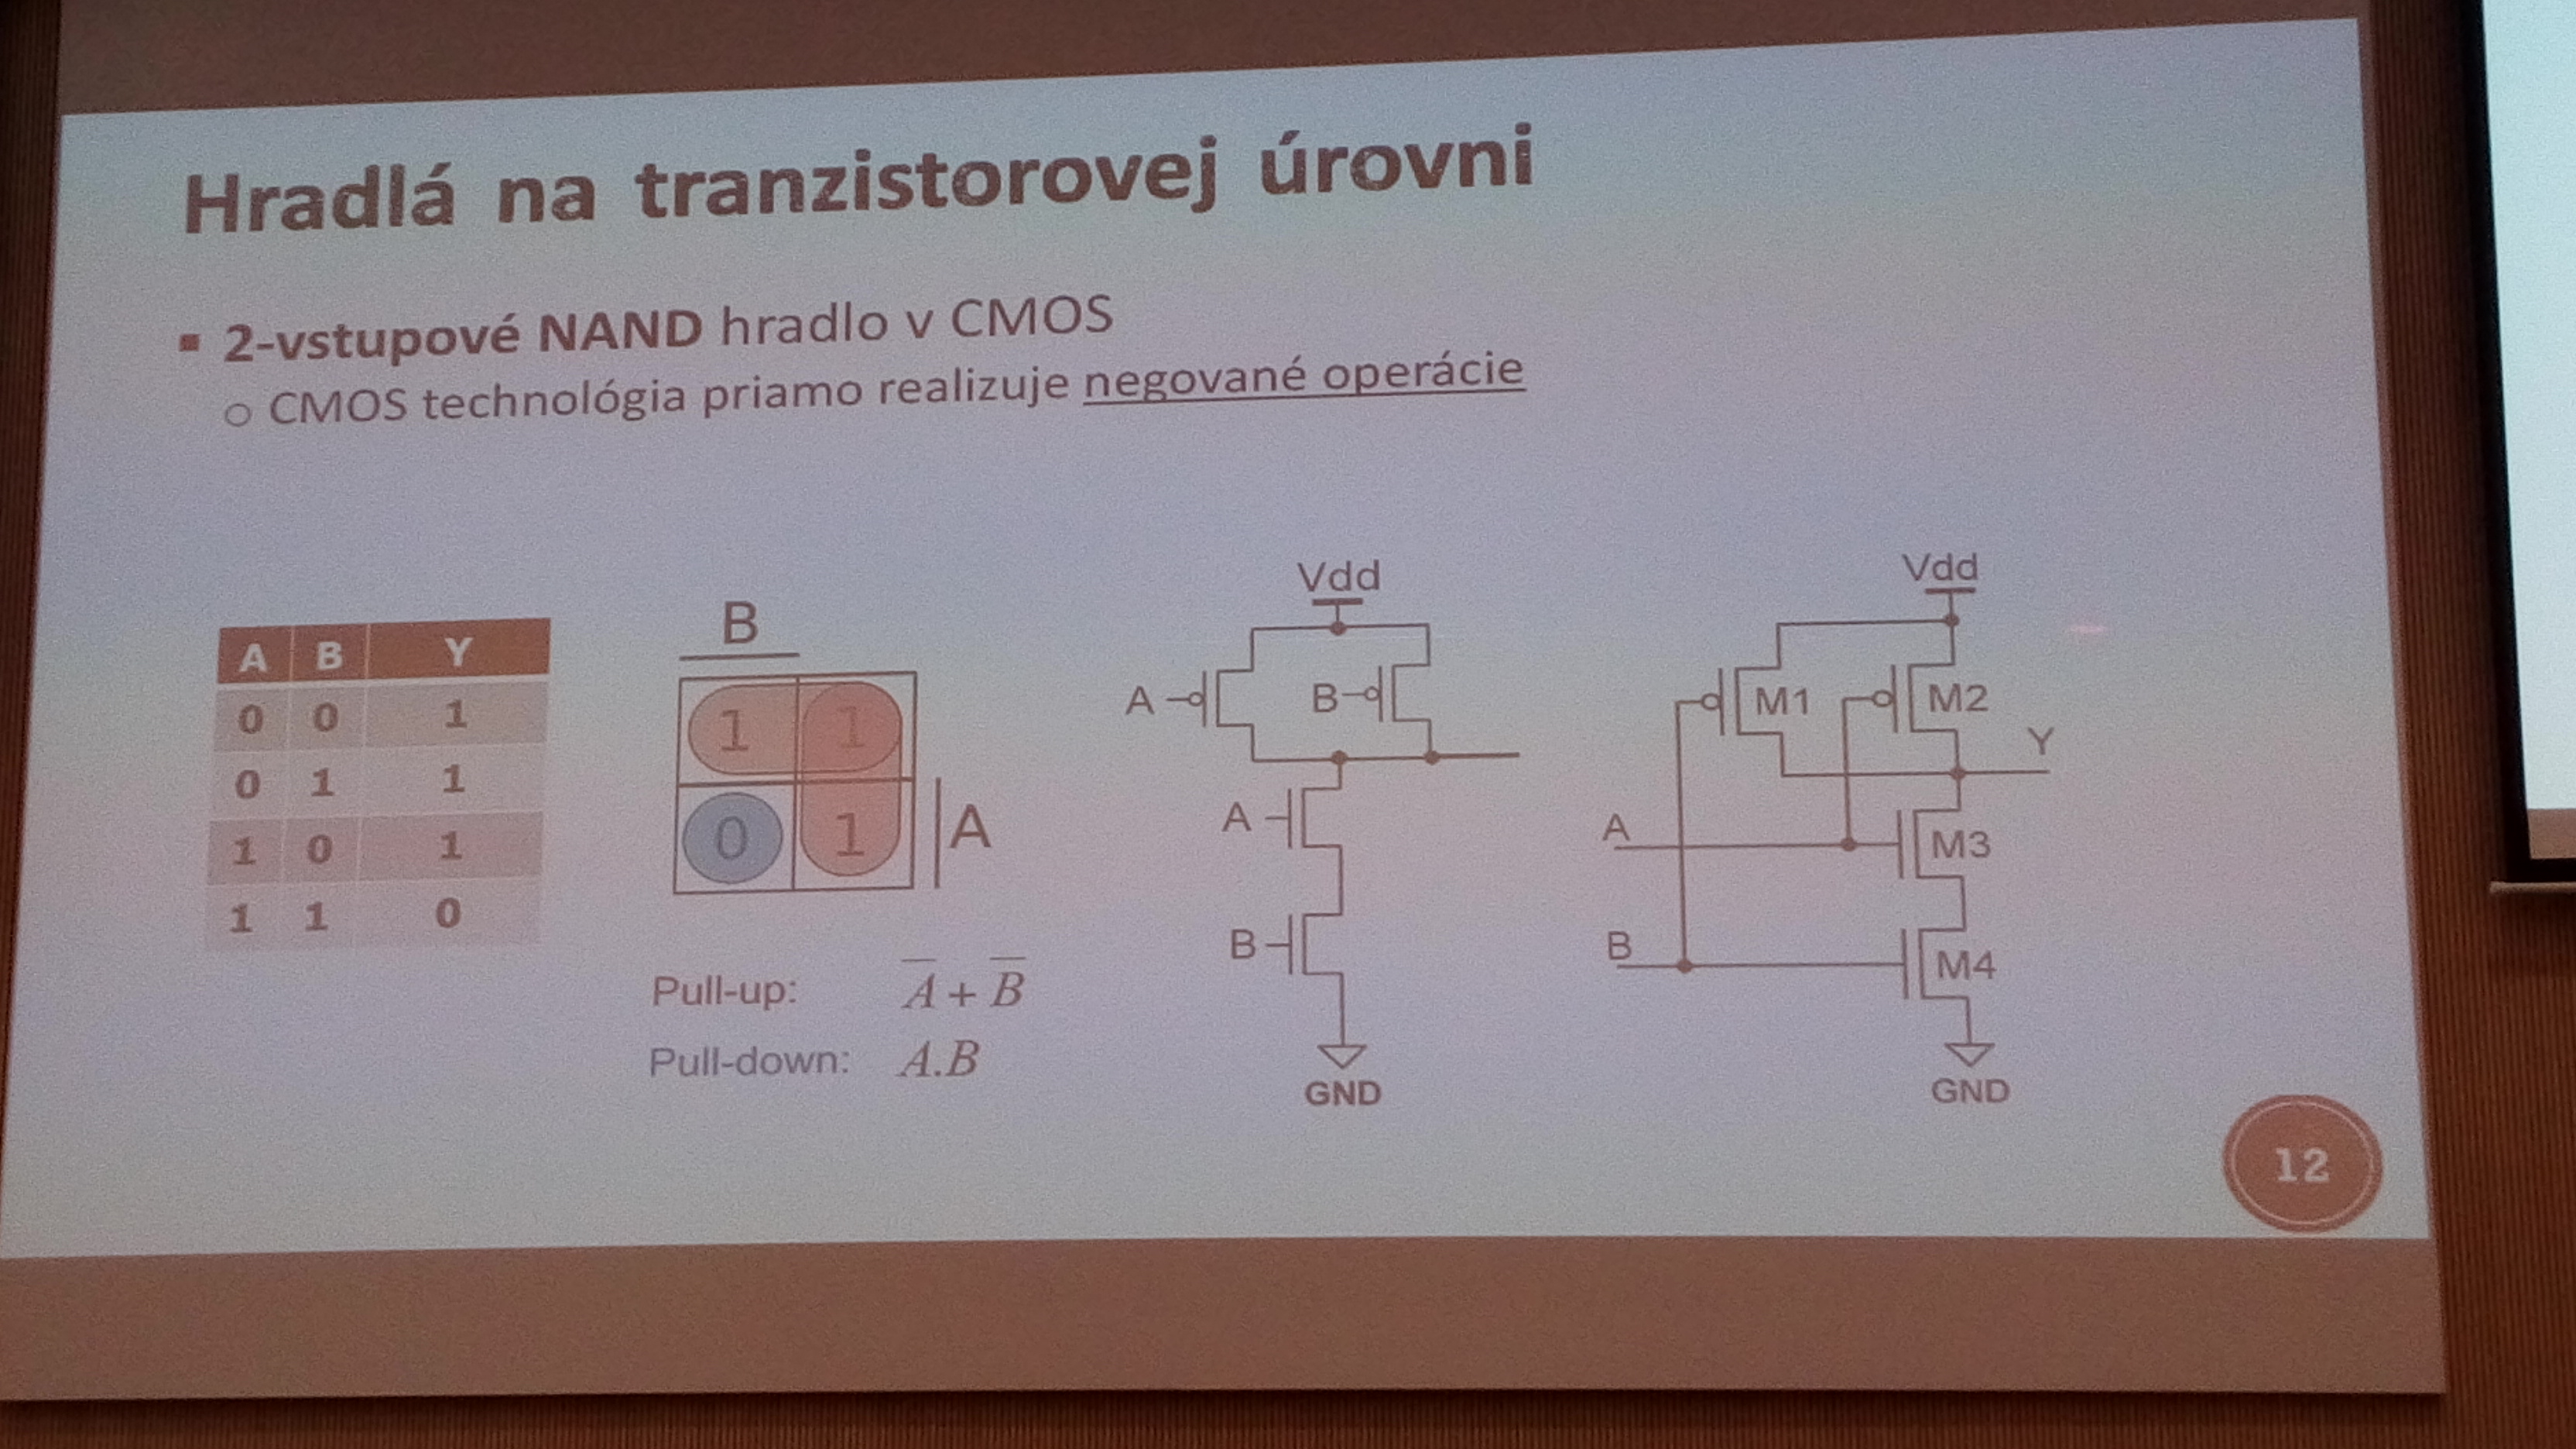 Hradlá na tranzistorovej úrovni
▪ 2-vstupové NAND hradlo v CMOS
o CMOS technológia priamo realizuje negované operácie
A B Y
0 0 1
0 1 1
1 0 1
1 1 0
B
1 1
0 1
A
Pull-up: A̅ + B̅
Pull-down: A.B
Vdd
A B
A
B
GND
Vdd
M1 M2
Y
A
M3
B
M4
GND
12